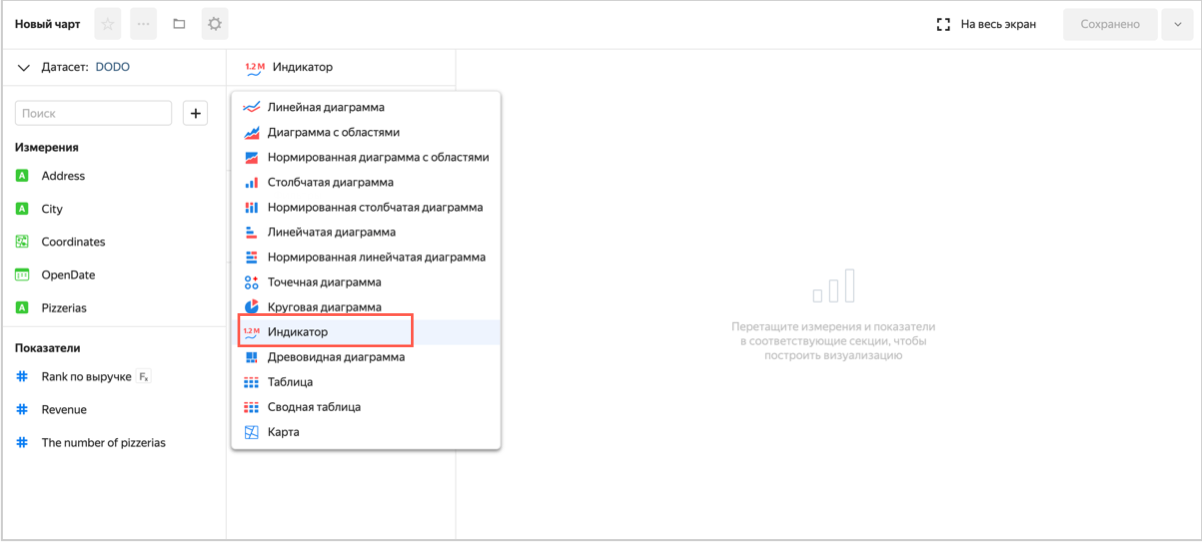 Новый чарт
На весь экран
Сохранено
Датасет: DODO
1.2 M Индикатор
Поиск
Измерения
A Address
A City
Coordinates
OpenDate
A Pizzerias
Показатели
# Rank по выручке Fx
# Revenue
# The number of pizzerias
Линейная диаграмма
Диаграмма с областями
Нормированная диаграмма с областями
Столбчатая диаграмма
Нормированная столбчатая диаграмма
Линейчатая диаграмма
Нормированная линейчатая диаграмма
Точечная диаграмма
Круговая диаграмма
1.2 M Индикатор
Древовидная диаграмма
Таблица
Сводная таблица
Карта
Перетащите измерения и показатели
в соответствующие секции, чтобы
построить визуализацию